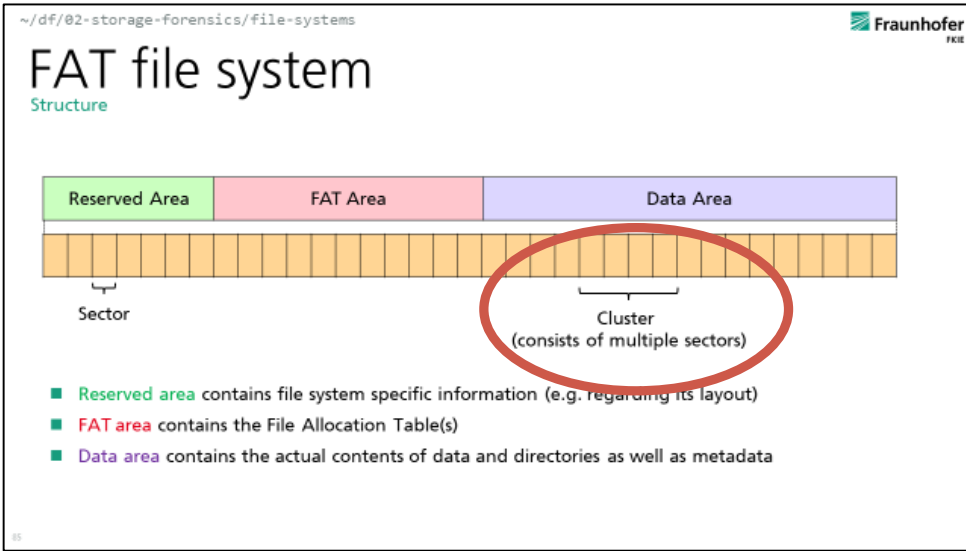 ~/df/02-storage-forensics/file-systems
Fraunhofer
FKIE
FAT file system
Structure
Reserved Area FAT Area Data Area
Sector
Cluster
(consists of multiple sectors)
Reserved area contains file system specific information (e.g. regarding its layout)
FAT area contains the File Allocation Table(s)
Data area contains the actual contents of data and directories as well as metadata